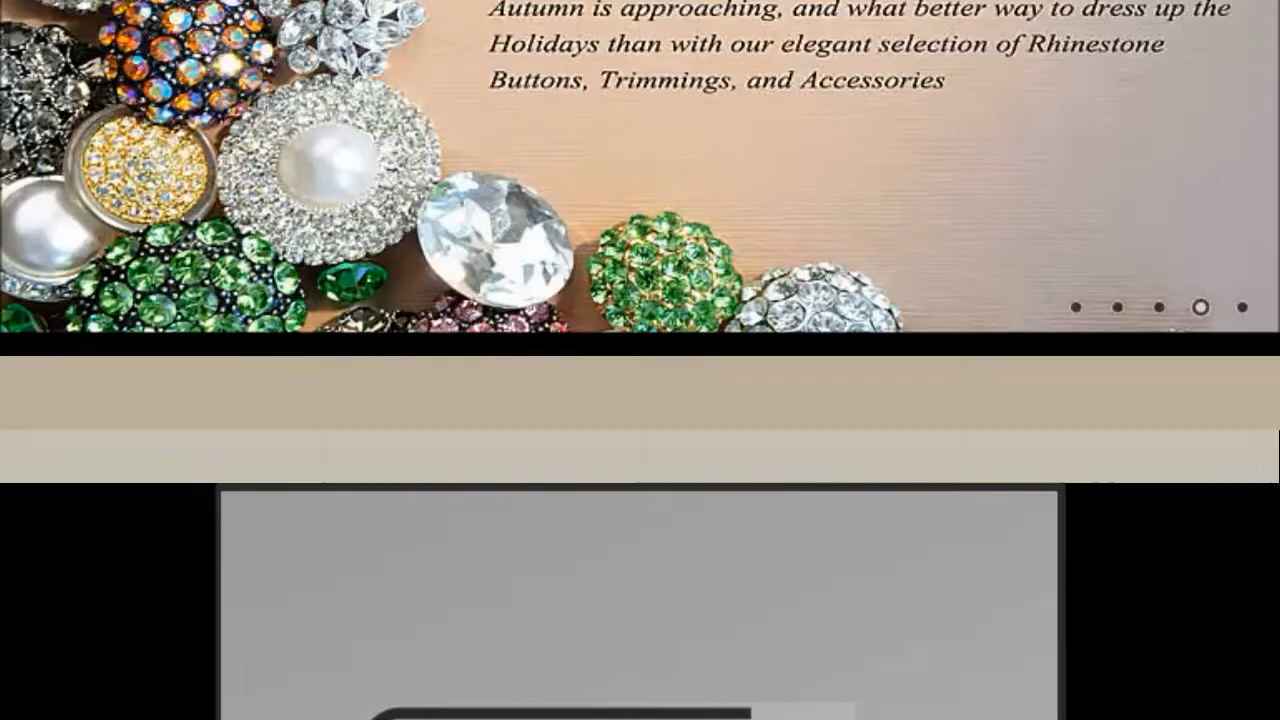 Autumn is approaching, and what better way to dress up the
Holidays than with our elegant selection of Rhinestone
Buttons, Trimmings, and Accessories